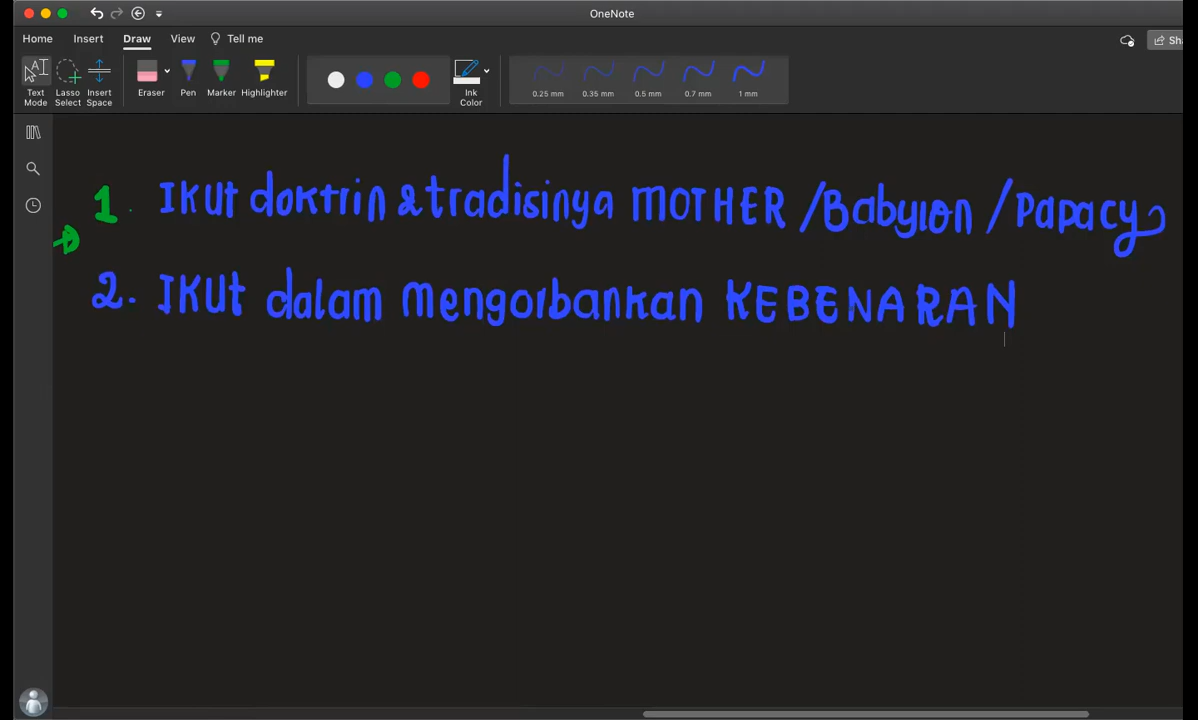 OneNote
Home Insert Draw View Tell me Sha
Text Mode Lasso Select Insert Space Eraser Pen Marker Highlighter Ink Color 0.25 mm 0.35 mm 0.5 mm 0.7 mm 1 mm
1. Ikut doktrin & tradisinya MOTHER /Babylon /Papacy
2. Ikut dalam mengorbankan KEBENARAN